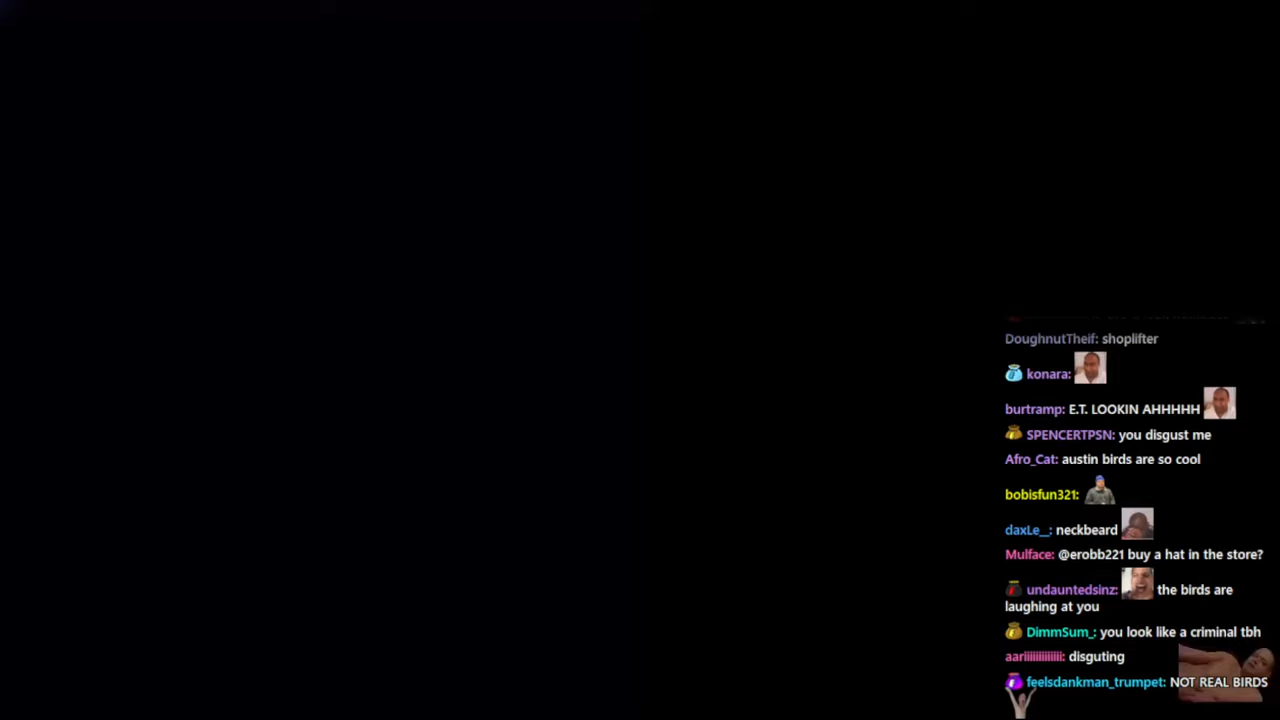 DoughnutTheif: shoplifter
konara:
burtramp: E.T. LOOKIN AHHHHH
SPENCERTPSN: you disgust me
Afro_Cat: austin birds are so cool
bobisfun321:
daxLe__: neckbeard
Mulface: @erobb221 buy a hat in the store?
undauntedsinz: the birds are
laughing at you
DimmSum_: you look like a criminal tbh
aariiiiiiiiiiiii: disguting
feelsdankman_trumpet: NOT REAL BIRDS